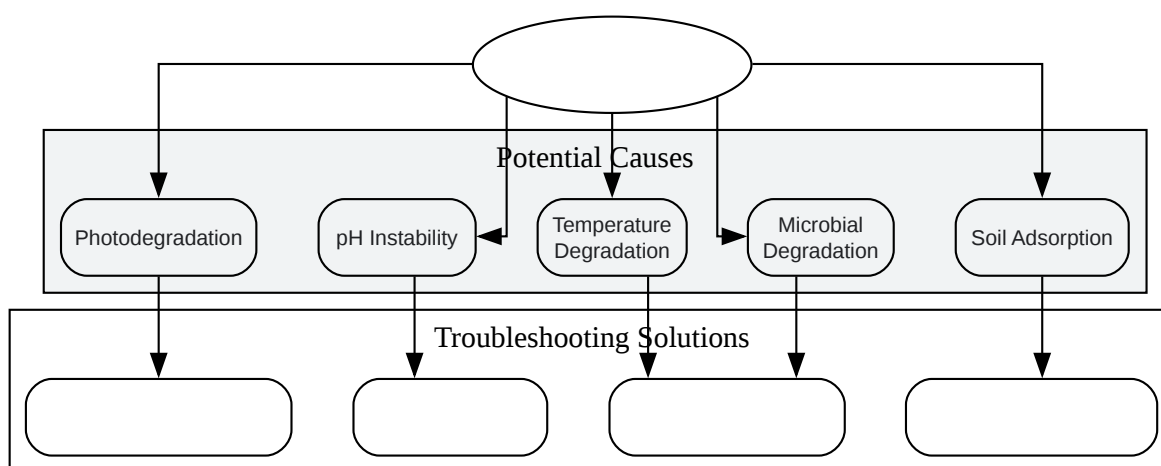 Potential Causes
Photodegradation
pH Instability
Temperature
Degradation
Microbial
Degradation
Soil Adsorption
Troubleshooting Solutions